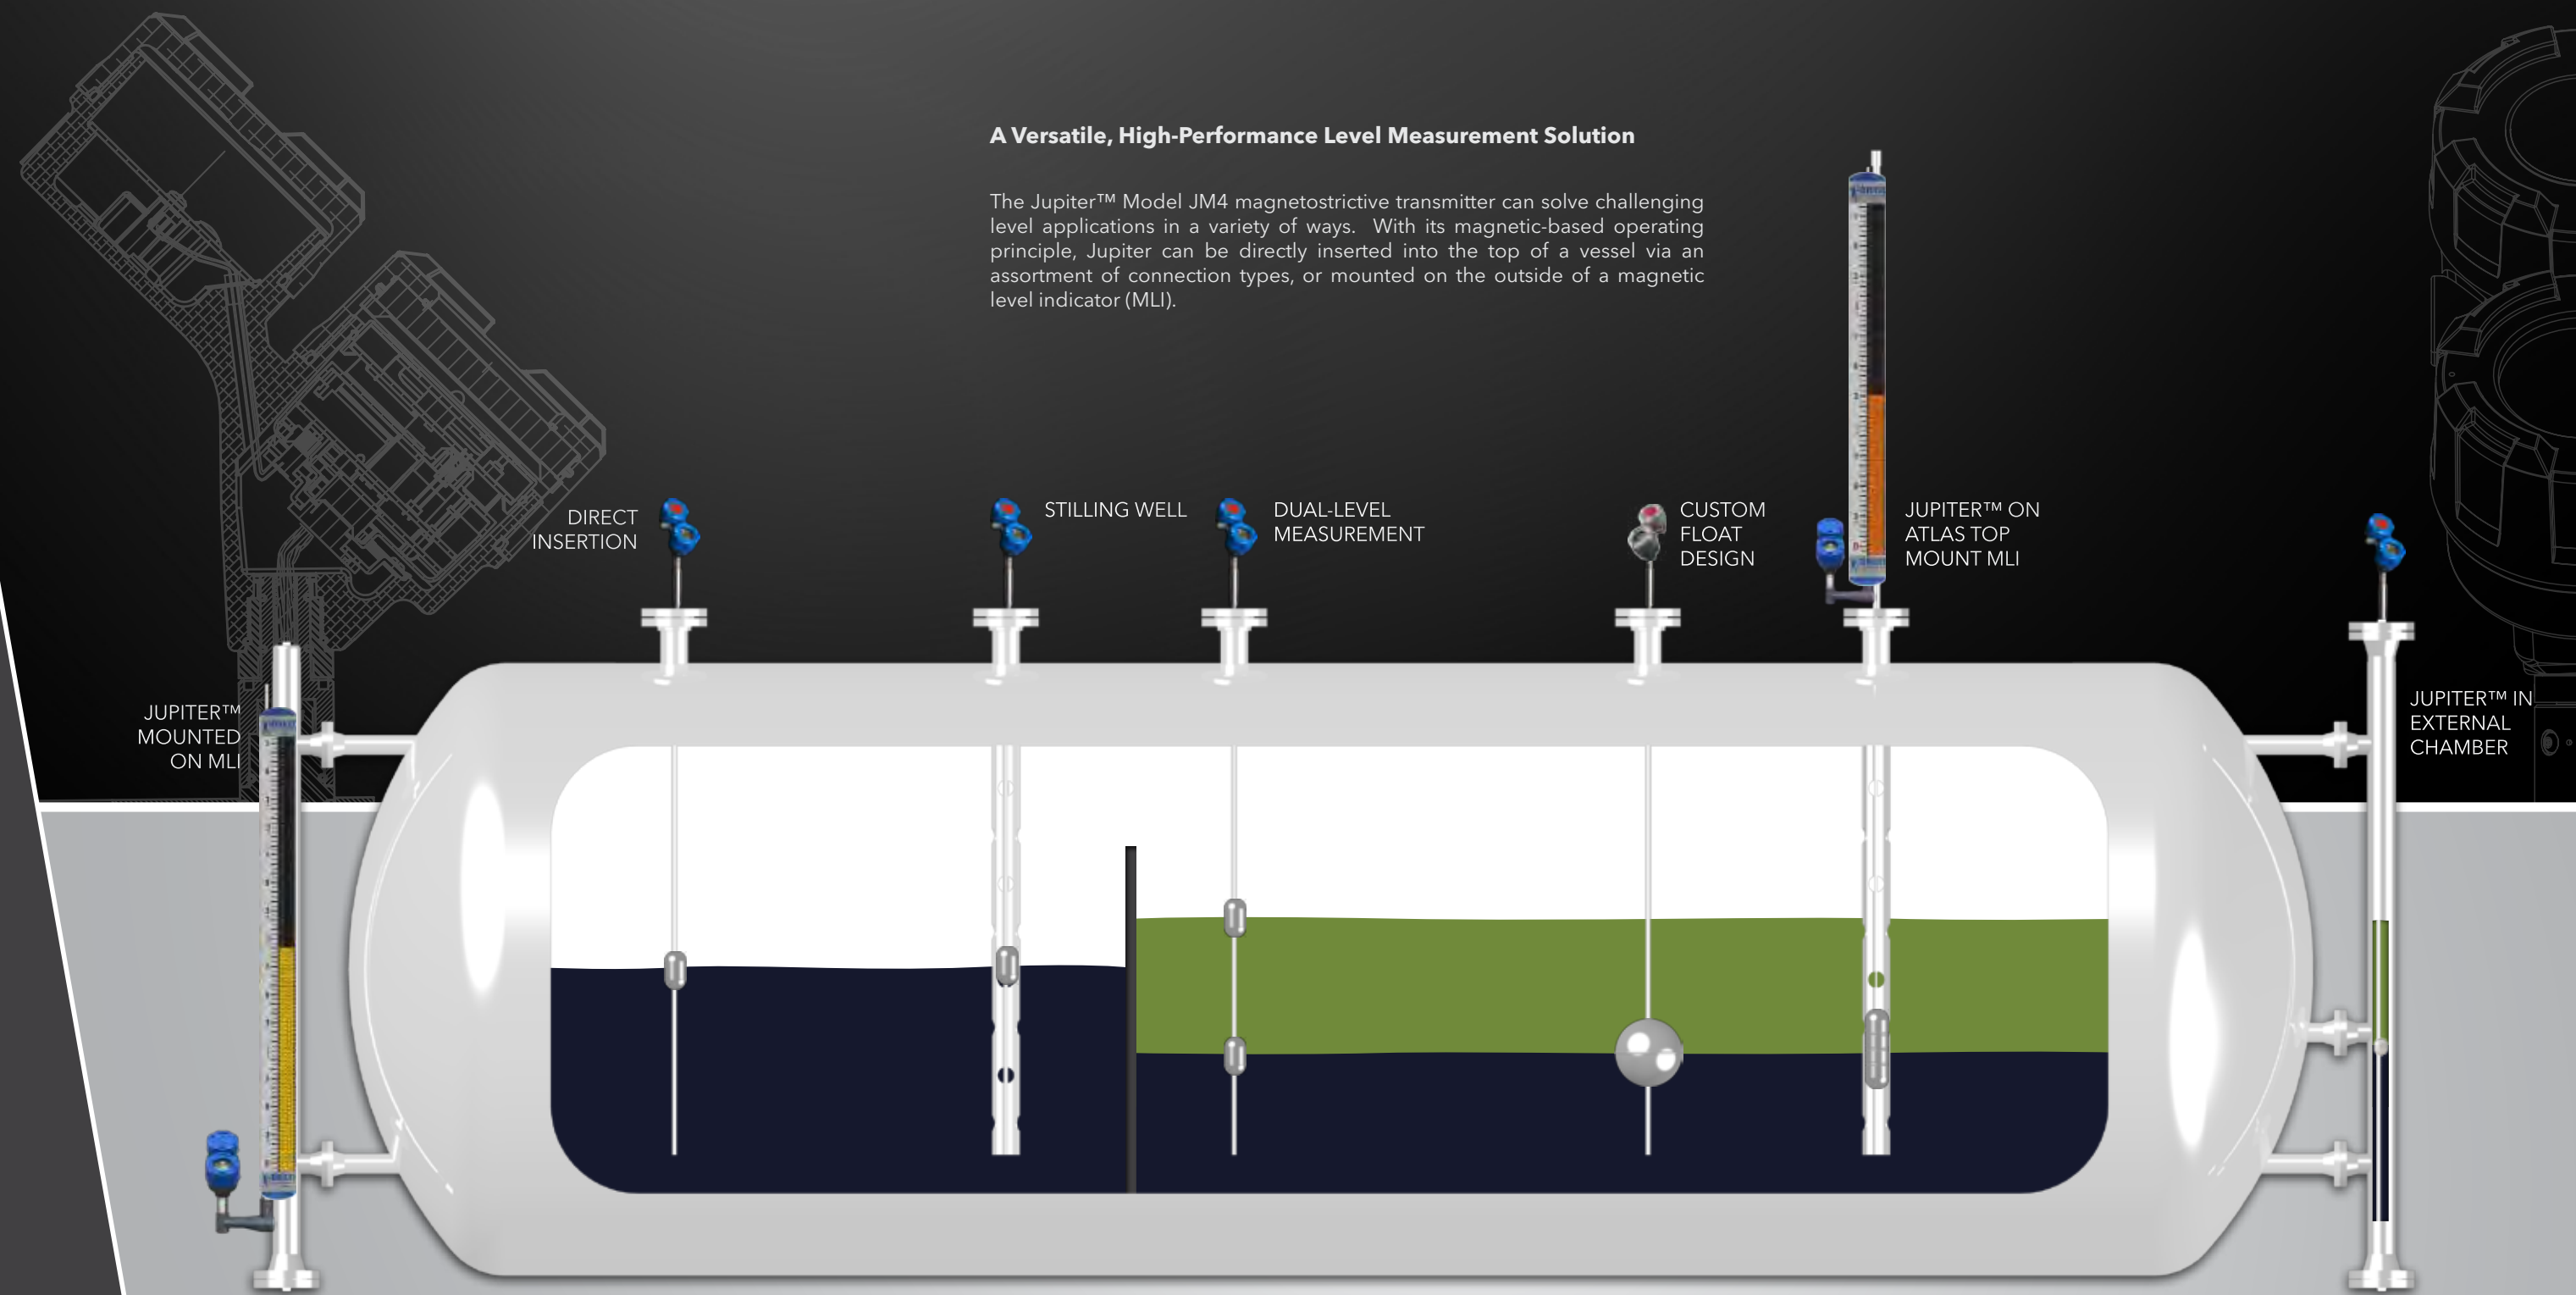 A Versatile, High-Performance Level Measurement Solution
The Jupiter™ Model JM4 magnetostrictive transmitter can solve challenging
level applications in a variety of ways. With its magnetic-based operating
principle, Jupiter can be directly inserted into the top of a vessel via an
assortment of connection types, or mounted on the outside of a magnetic
level indicator (MLI).
DIRECT
INSERTION
STILLING WELL
DUAL-LEVEL
MEASUREMENT
CUSTOM
FLOAT
DESIGN
JUPITER™ ON
ATLAS TOP
MOUNT MLI
JUPITER™
MOUNTED
ON MLI
JUPITER™ IN
EXTERNAL
CHAMBER